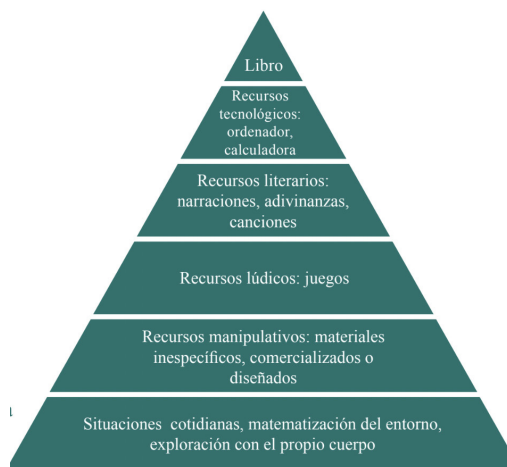 Libro
Recursos
tecnológicos:
ordenador,
calculadora
Recursos literarios:
narraciones, adivinanzas,
canciones
Recursos lúdicos: juegos
Recursos manipulativos: materiales
inespecíficos, comercializados o
diseñados
Situaciones cotidianas, matematización del entorno,
exploración con el propio cuerpo